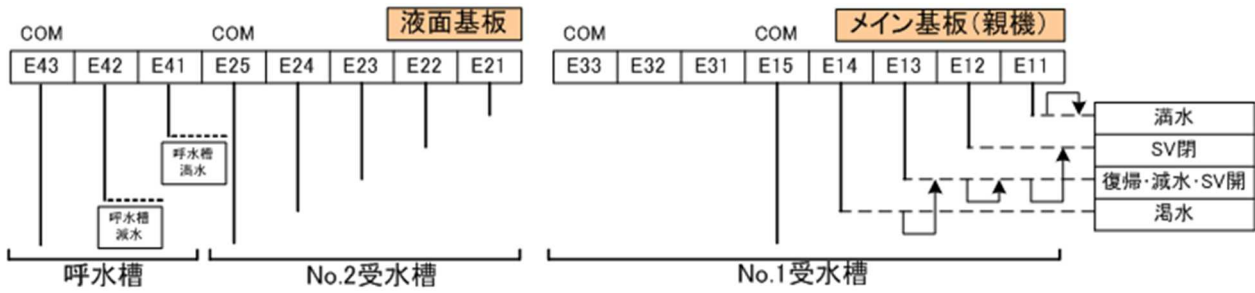 液面基板
メイン基板(親機)
COM
COM
COM
COM
E43 E42 E41 E25 E24 E23 E22 E21
E33 E32 E31 E15 E14 E13 E12 E11
満水
SV閉
復帰・減水・SV開
渇水
呼水槽
満水
呼水槽
減水
呼水槽
No.2受水槽
No.1受水槽